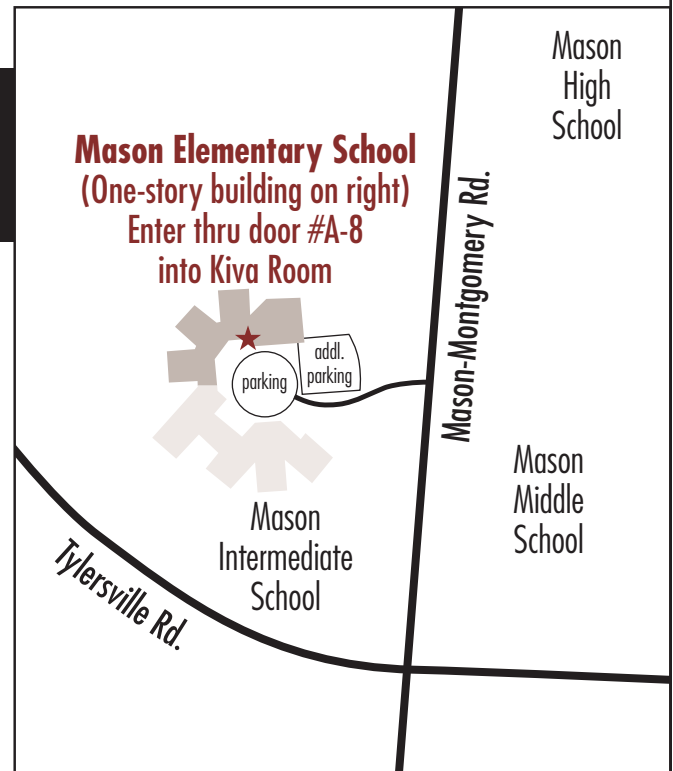 Mason
High
School
Mason Elementary School
(One-story building on right)
Enter thru door #A-8
into Kiva Room
Mason-Montgomery Rd.
addl.
parking
parking
Mason
Middle
School
Mason
Intermediate
School
Tylersville Rd.